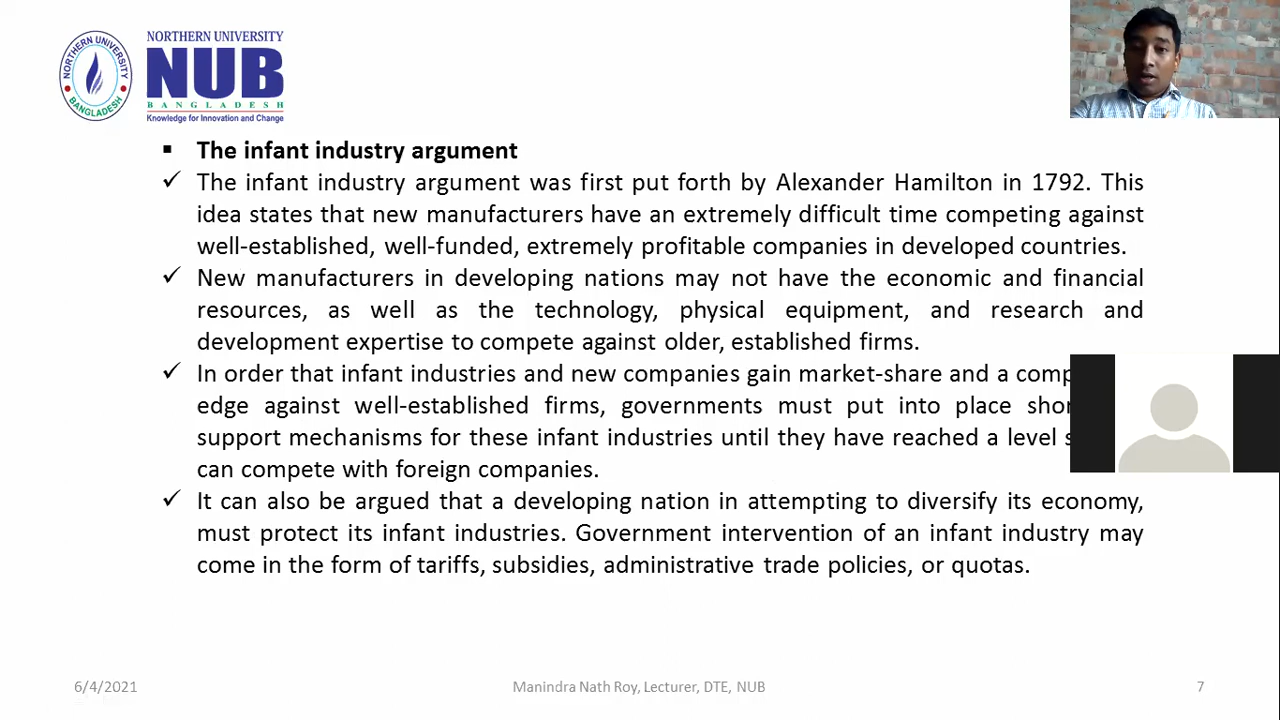 NORTHERN UNIVERSITY
BANGLADESH
NORTHERN UNIVERSITY
NUB
BANGLADESH
Knowledge for Innovation and Change
▪ The infant industry argument
✓ The infant industry argument was first put forth by Alexander Hamilton in 1792. This
idea states that new manufacturers have an extremely difficult time competing against
well-established, well-funded, extremely profitable companies in developed countries.
✓ New manufacturers in developing nations may not have the economic and financial
resources, as well as the technology, physical equipment, and research and
development expertise to compete against older, established firms.
✓ In order that infant industries and new companies gain market-share and a
edge against well-established firms, governments must put into place
support mechanisms for these infant industries until they have reached a level
can compete with foreign companies.
✓ It can also be argued that a developing nation in attempting to diversify its economy,
must protect its infant industries. Government intervention of an infant industry may
come in the form of tariffs, subsidies, administrative trade policies, or quotas.
6/4/2021
Manindra Nath Roy, Lecturer, DTE, NUB
7